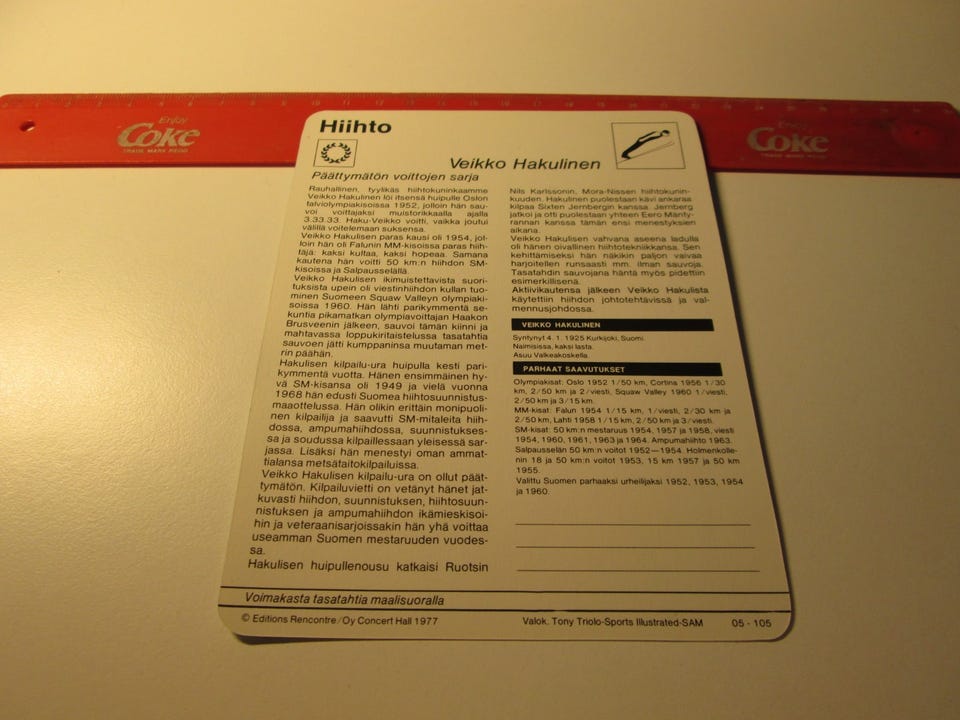 Enjoy
Coke
TRADE MARK REGD
Enjoy
Coke
TRADE MARK REGD
Hiihto
Veikko Hakulinen
Päättymätön voittojen sarja
Rauhallinen, tyylikäs hiihtokuninkaamme
Veikko Hakulinen löi itsensä huipulle Oslon
talviolympiakisoissa 1952, jolloin hän sau-
voi voittajaksi muistorikkaalla ajalla
3.33.33. Haku-Veikko voitti, vaikka joutui
välillä voitelemaan suksensa.
Veikko Hakulisen paras kausi oli 1954, jol-
loin hän oli Falunin MM-kisoissa paras hiih-
täjä: kaksi kultaa, kaksi hopeaa. Samana
kautena hän voitti 50 km:n hiihdon SM-
kisoissa ja Salpausselällä.
Veikko Hakulisen ikimuistettavista suori-
tuksista upein oli viestinhiihdon kullan tuo-
minen Suomeen Squaw Valleyn olympiaki-
soissa 1960. Hän lähti parikymmentä se-
kuntia pikamatkan olympiavoittajan Haakon
Brusveenin jälkeen, sauvoi tämän kiinni ja
mahtavassa loppukiritaistelussa tasatahtia
sauvoen jätti kumppaninsa muutaman met-
rin päähän.
Hakulisen kilpailu-ura huipulla kesti pari-
kymmentä vuotta. Hänen ensimmäinen hy-
vä SM-kisansa oli 1949 ja vielä vuonna
1968 hän edusti Suomea hiihtosuunnistus-
maaottelussa. Hän olikin erittäin monipuoli-
nen kilpailija ja saavutti SM-mitaleita hiih-
dossa, ampumahiihdossa, suunnistukses-
sa ja soudussa kilpaillessaan yleisessä sar-
jassa. Lisäksi hän menestyi oman ammat-
tialansa metsätaitokilpailuissa.
Veikko Hakulisen kilpailu-ura on ollut päät-
tymätön. Kilpailuvietti on vetänyt hänet jat-
kuvasti hiihdon, suunnistuksen, hiihtosuun-
nistuksen ja ampumahiihdon ikämieskisoi-
hin ja veteraanisarjoissakin hän yhä voittaa
useamman Suomen mestaruuden vuodes-
sa.
Hakulisen huipullenousu katkaisi Ruotsin
Nils Karlssonin, Mora-Nissen hiihtokunin-
kuuden. Hakulinen puolestaan kävi ankaraa
kilpaa Sixten Jernbergin kanssa. Jernberg
jatkoi ja otti puolestaan yhteen Eero Mänty-
rannan kanssa tämän ensi menestyksien
aikana.
Veikko Hakulisen vahvana aseena ladulla
oli hänen oivallinen hiihtotekniikkansa. Sen
kehittämiseksi hän näkikin paljon vaivaa
harjoitellen runsaasti mm. ilman sauvoja.
Tasatahdin sauvojana häntä myös pidettiin
esimerkillisenä.
Aktiivikautensa jälkeen Veikko Hakulista
käytettiin hiihdon johtotehtävissä ja val-
mennusjohdossa.
VEIKKO HAKULINEN
Syntynyt 4. 1. 1925 Kurkijoki, Suomi.
Naimisissa, kaksi lasta.
Asuu Valkeakoskella.
PARHAAT SAAVUTUKSET
Olympiakisat: Oslo 1952 1/50 km, Cortina 1956 1/30
km, 2/50 km ja 2/viesti, Squaw Valley 1960 1/viesti,
2/50 km ja 3/15 km.
MM-kisat: Falun 1954 1/15 km, 1/viesti, 2/30 km ja
2/50 km, Lahti 1958 1/15 km, 2/50 km ja 3/viesti.
SM-kisat: 50 km:n mestaruus 1954, 1957 ja 1958, viesti
1954, 1960, 1961, 1963 ja 1964. Ampumahiihto 1963.
Salpausselän 50 km:n voitot 1952—1954. Holmenkolle-
nin 18 ja 50 km:n voitot 1953, 15 km 1957 ja 50 km
1955.
Valittu Suomen parhaaksi urheilijaksi 1952, 1953, 1954
ja 1960.
Voimakasta tasatahtia maalisuoralla
© Editions Rencontre/Oy Concert Hall 1977
Valok. Tony Triolo-Sports Illustrated-SAM
05 - 105